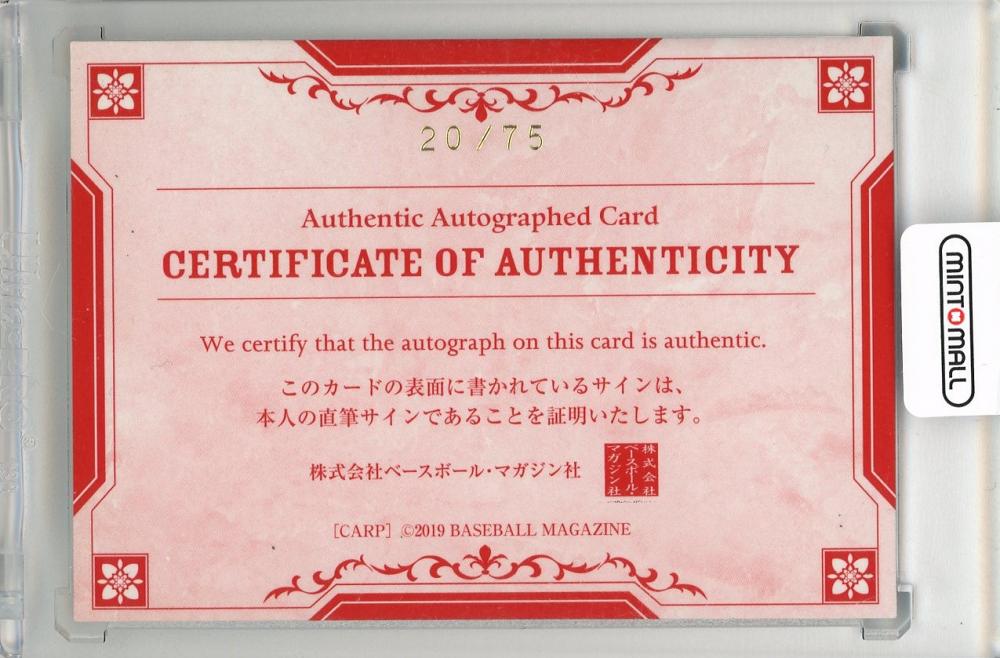 20/75
Authentic Autographed Card
CERTIFICATE OF AUTHENTICITY
We certify that the autograph on this card is authentic.
このカードの表面に書かれているサインは、
本人の直筆サインであることを証明いたします。
株式会社ベースボール・マガジン社
株式会社
ベースボール・
マガジン社
[CARP] ©2019 BASEBALL MAGAZINE
MINTOMALL